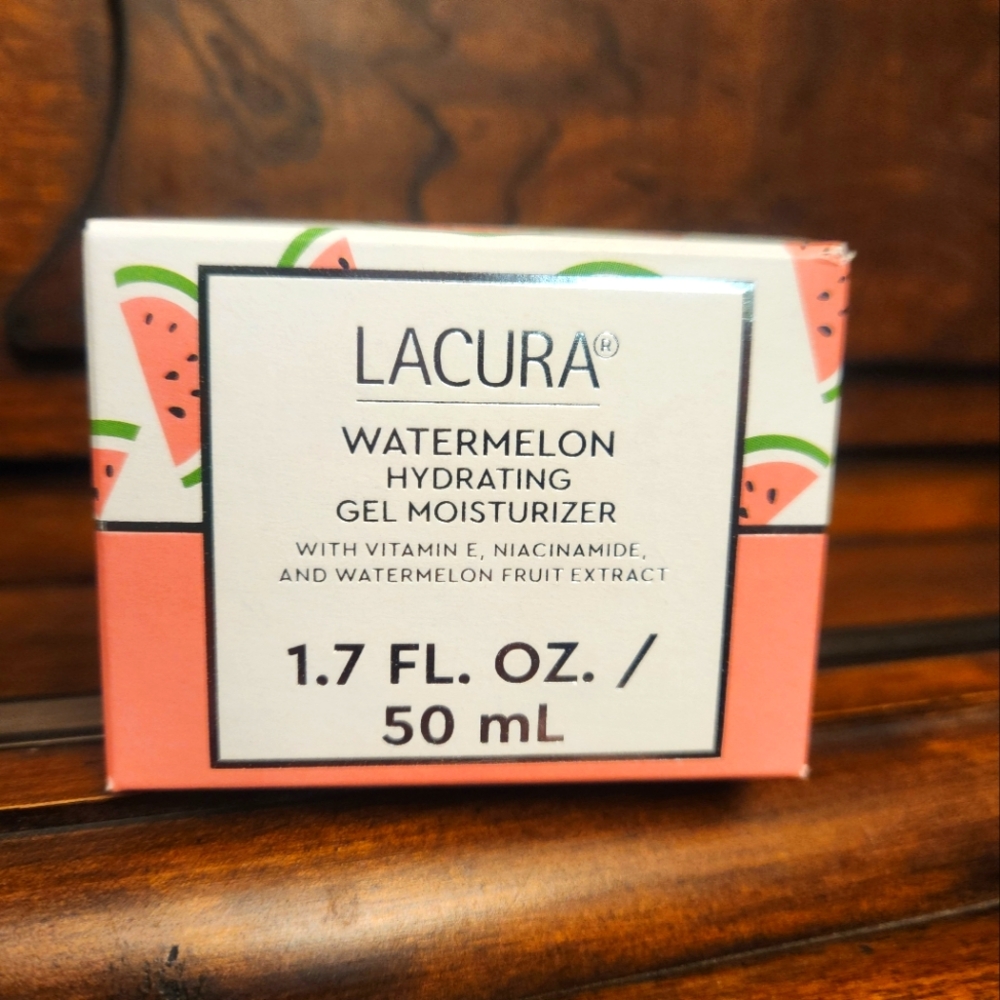 LACURA®
WATERMELON
HYDRATING
GEL MOISTURIZER
WITH VITAMIN E, NIACINAMIDE,
AND WATERMELON FRUIT EXTRACT
1.7 FL. OZ. /
50 mL